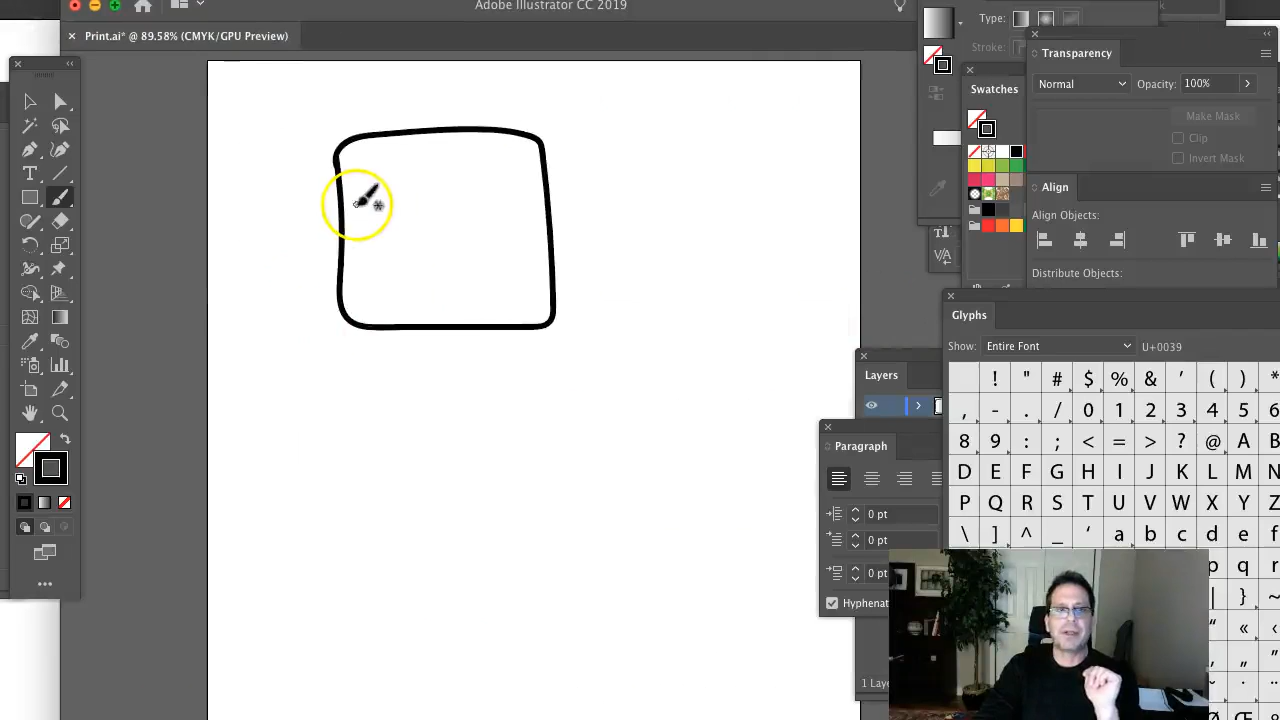 Adobe Illustrator CC 2019
Print.ai* @ 89.58% (CMYK/GPU Preview)
Type:
Stroke:
Transparency
Normal
Opacity: 100%
Make Mask
Clip
Invert Mask
Swatches
Align
Align Objects:
Distribute Objects:
Glyphs
Show: Entire Font
U+0039
! " # $ % & ’ ( ) *
, - . / 0 1 2 3 4 5 6
8 9 : ; < = > ? @ A B
D E F G H I J K L M N
P Q R S T U V W X Y Z
\ ] ^ _ ‘ a b c d e f
p q r
| } ~
“ «
Layers
Paragraph
0 pt
0 pt
0 pt
Hyphenat
1 Laye